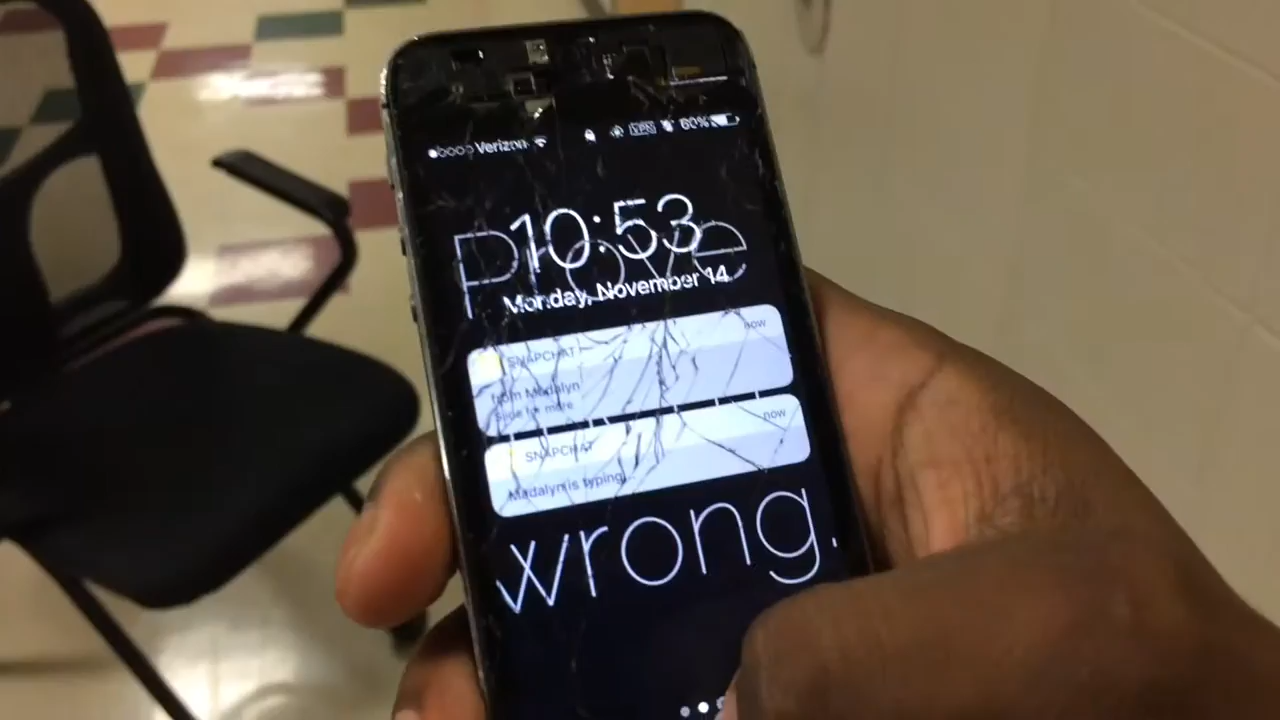 Verizon VPN 60%
10:53
Prove
Monday, November 14
SNAPCHAT now
from Madalyn
Slide for more
SNAPCHAT now
Madalyn is typing...
wrong.